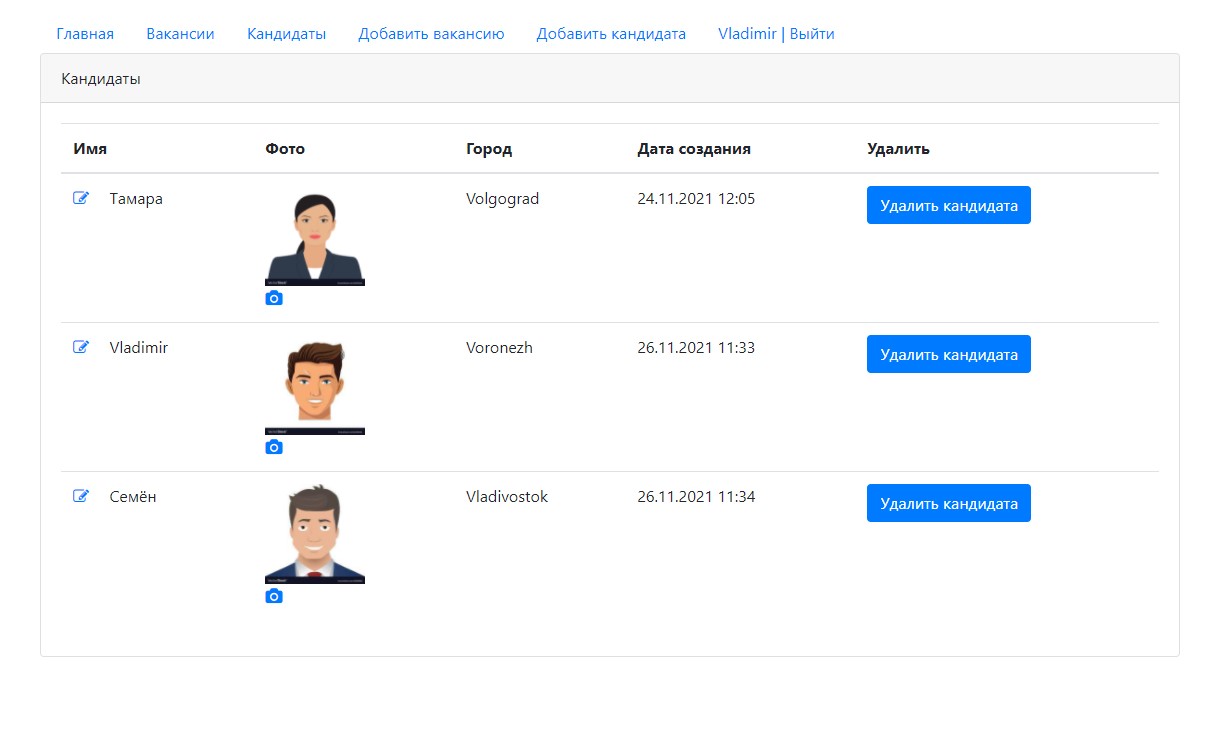 Главная Вакансии Кандидаты Добавить вакансию Добавить кандидата Vladimir | Выйти
Кандидаты
Имя Фото Город Дата создания Удалить
Тамара Volgograd 24.11.2021 12:05 Удалить кандидата
Vladimir Voronezh 26.11.2021 11:33 Удалить кандидата
Семён Vladivostok 26.11.2021 11:34 Удалить кандидата